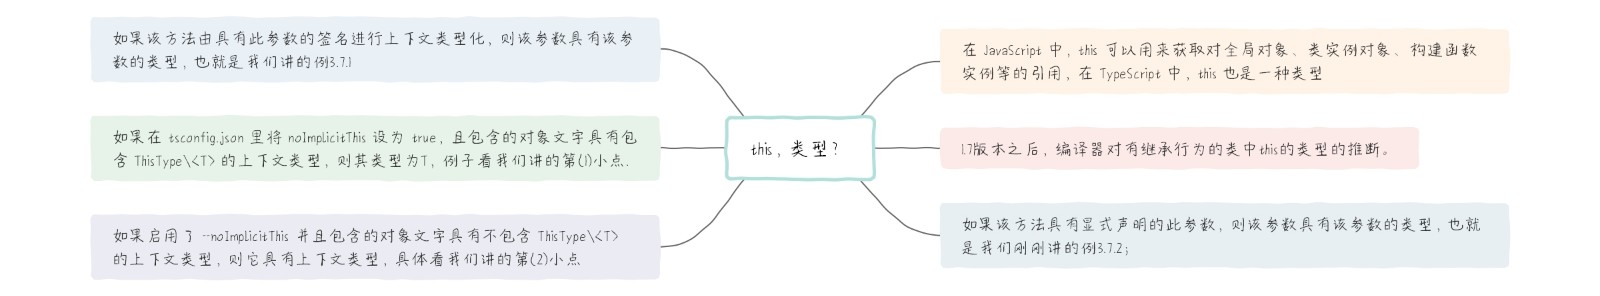 如果该方法由具有此参数的签名进行上下文类型化，则该参数具有该参
数的类型，也就是我们讲的例3.7.1
如果在 tsconfig.json 里将 noImplicitThis 设为 true，且包含的对象文字具有包
含 ThisType\<T> 的上下文类型，则其类型为T，例子看我们讲的第(1)小点.
如果启用了 --noImplicitThis 并且包含的对象文字具有不包含 ThisType\<T>
的上下文类型，则它具有上下文类型，具体看我们讲的第(2)小点
this，类型？
在 JavaScript 中，this 可以用来获取对全局对象、类实例对象、构建函数
实例等的引用，在 TypeScript 中，this 也是一种类型
1.7版本之后，编译器对有继承行为的类中this的类型的推断。
如果该方法具有显式声明的此参数，则该参数具有该参数的类型，也就
是我们刚刚讲的例3.7.2；